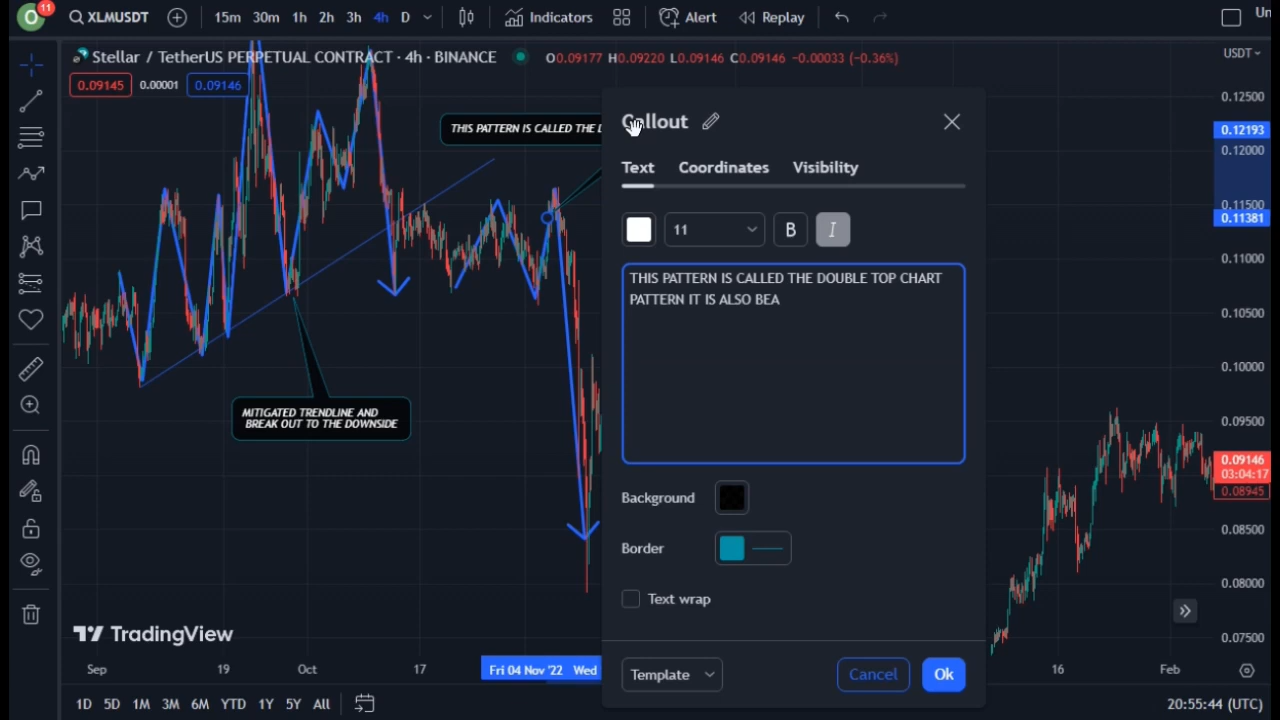 O 11 XLMUSDT 15m 30m 1h 2h 3h 4h D Indicators Alert Replay
Stellar / TetherUS PERPETUAL CONTRACT · 4h · BINANCE O0.09177 H0.09220 L0.09146 C0.09146 −0.00033 (−0.36%) USDT
0.09145 0.00001 0.09146
0.12500
THIS PATTERN IS CALLED THE
Callout
0.12193
0.12000
Text Coordinates Visibility
0.11500
0.11381
11 B I
0.11000
THIS PATTERN IS CALLED THE DOUBLE TOP CHART
PATTERN IT IS ALSO BEA
0.10500
0.10000
MITIGATED TRENDLINE AND
BREAK OUT TO THE DOWNSIDE
0.09500
0.09146
03:04:17
0.08945
Background
0.08500
Border
0.08000
Text wrap
TradingView
0.07500
Sep 19 Oct 17 Fri 04 Nov '22 Wed 16 Feb
Template Cancel Ok
1D 5D 1M 3M 6M YTD 1Y 5Y All 20:55:44 (UTC)